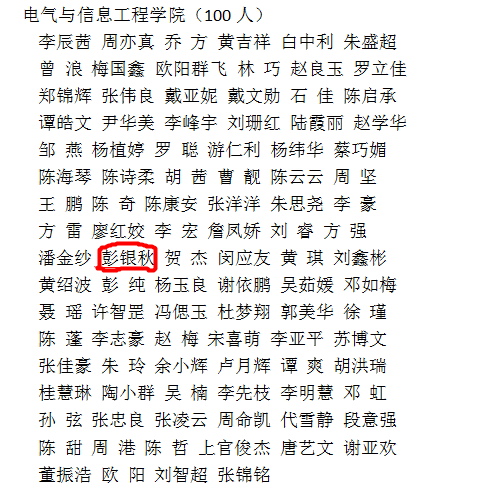 电气与信息工程学院（100 人）
李辰茜 周亦真 乔 方 黄吉祥 白中利 朱盛超
曾 浪 梅国鑫 欧阳群飞 林 巧 赵良玉 罗立佳
郑锦辉 张伟良 戴亚妮 戴文勋 石 佳 陈启承
谭皓文 尹华美 李峰宇 刘珊红 陆霞丽 赵学华
邹 燕 杨植婷 罗 聪 游仁利 杨纬华 蔡巧媚
陈海琴 陈诗柔 胡 茜 曹 靓 陈云云 周 坚
王 鹏 陈 奇 陈康安 张洋洋 朱思尧 李 豪
方 雷 廖红姣 李 宏 詹凤娇 刘 睿 方 强
潘金纱 彭银秋 贺 杰 闵应友 黄 琪 刘鑫彬
黄绍波 彭 纯 杨玉良 谢依鹏 吴茹媛 邓如梅
聂 瑶 许智罡 冯偲玉 杜梦翔 郭美华 徐 瑾
陈 蓬 李志豪 赵 梅 宋喜萌 李亚平 苏博文
张佳豪 朱 玲 余小辉 卢月辉 谭 爽 胡洪瑞
桂慧琳 陶小群 吴 楠 李先枝 李明慧 邓 虹
孙 弦 张忠良 张凌云 周命凯 代雪静 段意强
陈 甜 周 港 陈 哲 上官俊杰 唐艺文 谢亚欢
董振浩 欧 阳 刘智超 张锦铭